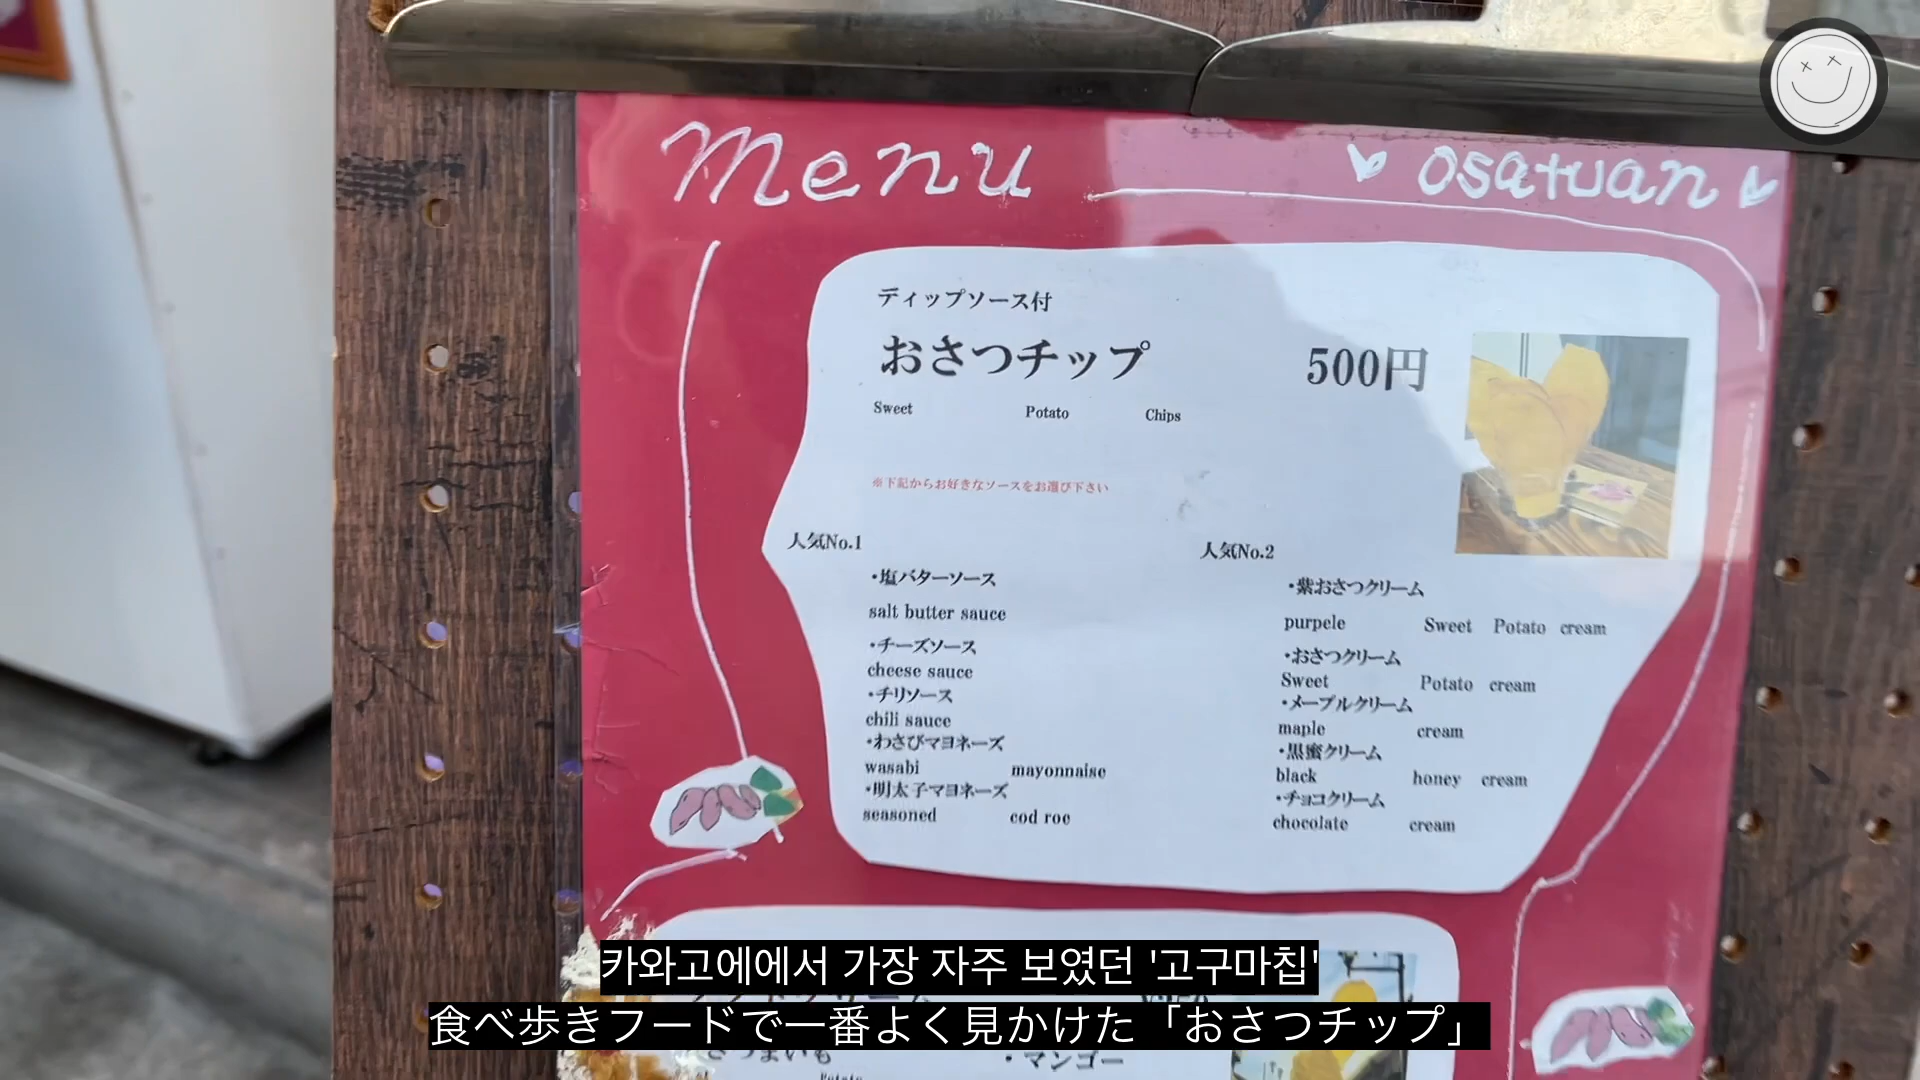 Menu
osatuan
ディップソース付
おさつチップ 500円
Sweet Potato Chips
※下記からお好きなソースをお選び下さい
人気No.1
・塩バターソース
salt butter sauce
・チーズソース
cheese sauce
・チリソース
chili sauce
・わさびマヨネーズ
wasabi mayonnaise
・明太子マヨネーズ
seasoned cod roe
人気No.2
・紫おさつクリーム
purpele Sweet Potato cream
・おさつクリーム
Sweet Potato cream
・メープルクリーム
maple cream
・黒蜜クリーム
black honey cream
・チョコクリーム
chocolate cream
카와고에에서 가장 자주 보였던 '고구마칩'
食べ歩きフードで一番よく見かけた「おさつチップ」
・マンゴー